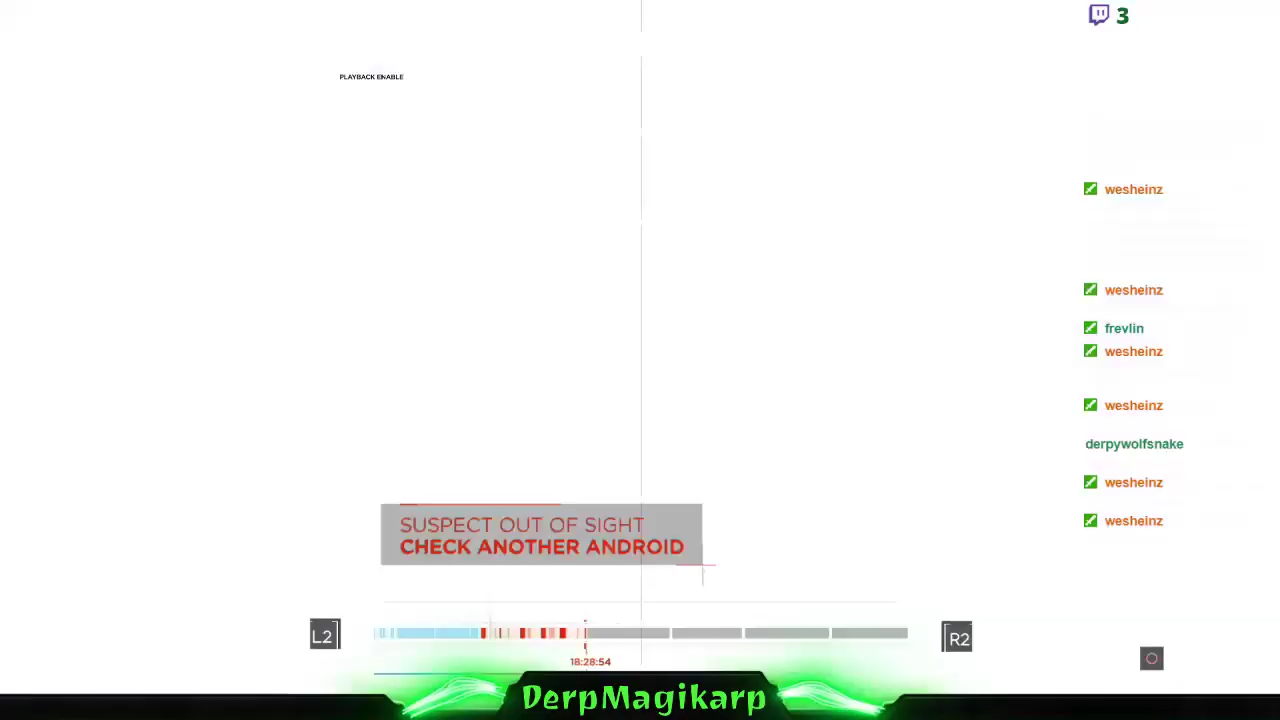 3
PLAYBACK ENABLE
wesheinz
wesheinz
frevlin
wesheinz
wesheinz
derpywolfsnake
wesheinz
wesheinz
SUSPECT OUT OF SIGHT
CHECK ANOTHER ANDROID
L2
R2
18:28:54
DerpMagikarp